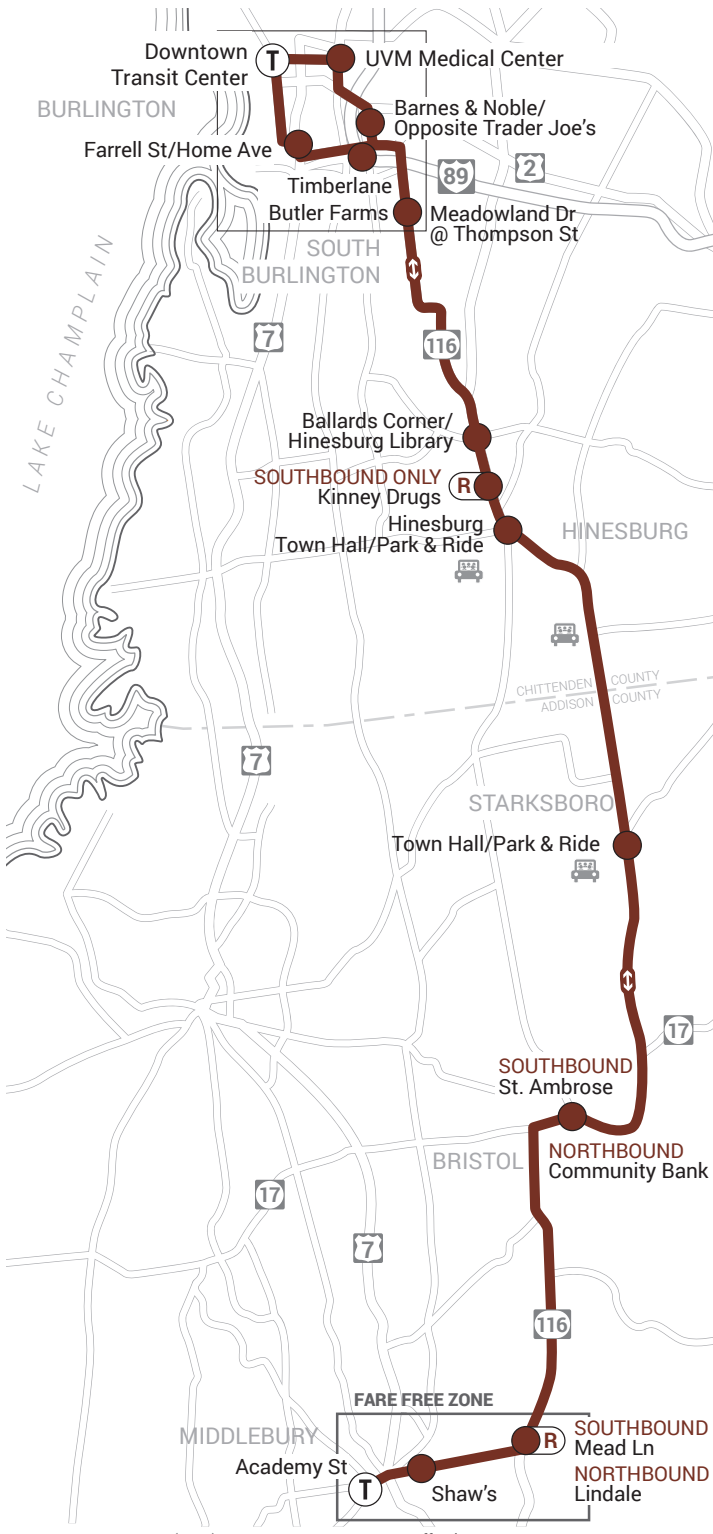 Downtown
Transit Center
T
UVM Medical Center
BURLINGTON
Barnes & Noble/
Opposite Trader Joe's
Farrell St/Home Ave
Timberlane
89
2
Butler Farms
Meadowland Dr
@ Thompson St
SOUTH
BURLINGTON
LAKE CHAMPLAIN
7
116
Ballards Corner/
Hinesburg Library
SOUTHBOUND ONLY
Kinney Drugs
R
Hinesburg
Town Hall/Park & Ride
HINESBURG
CHITTENDEN COUNTY
ADDISON COUNTY
7
STARKSBORO
Town Hall/Park & Ride
17
SOUTHBOUND
St. Ambrose
BRISTOL
NORTHBOUND
Community Bank
17
7
116
FARE FREE ZONE
MIDDLEBURY
SOUTHBOUND
Mead Ln
R
Academy St
T
Shaw's
NORTHBOUND
Lindale